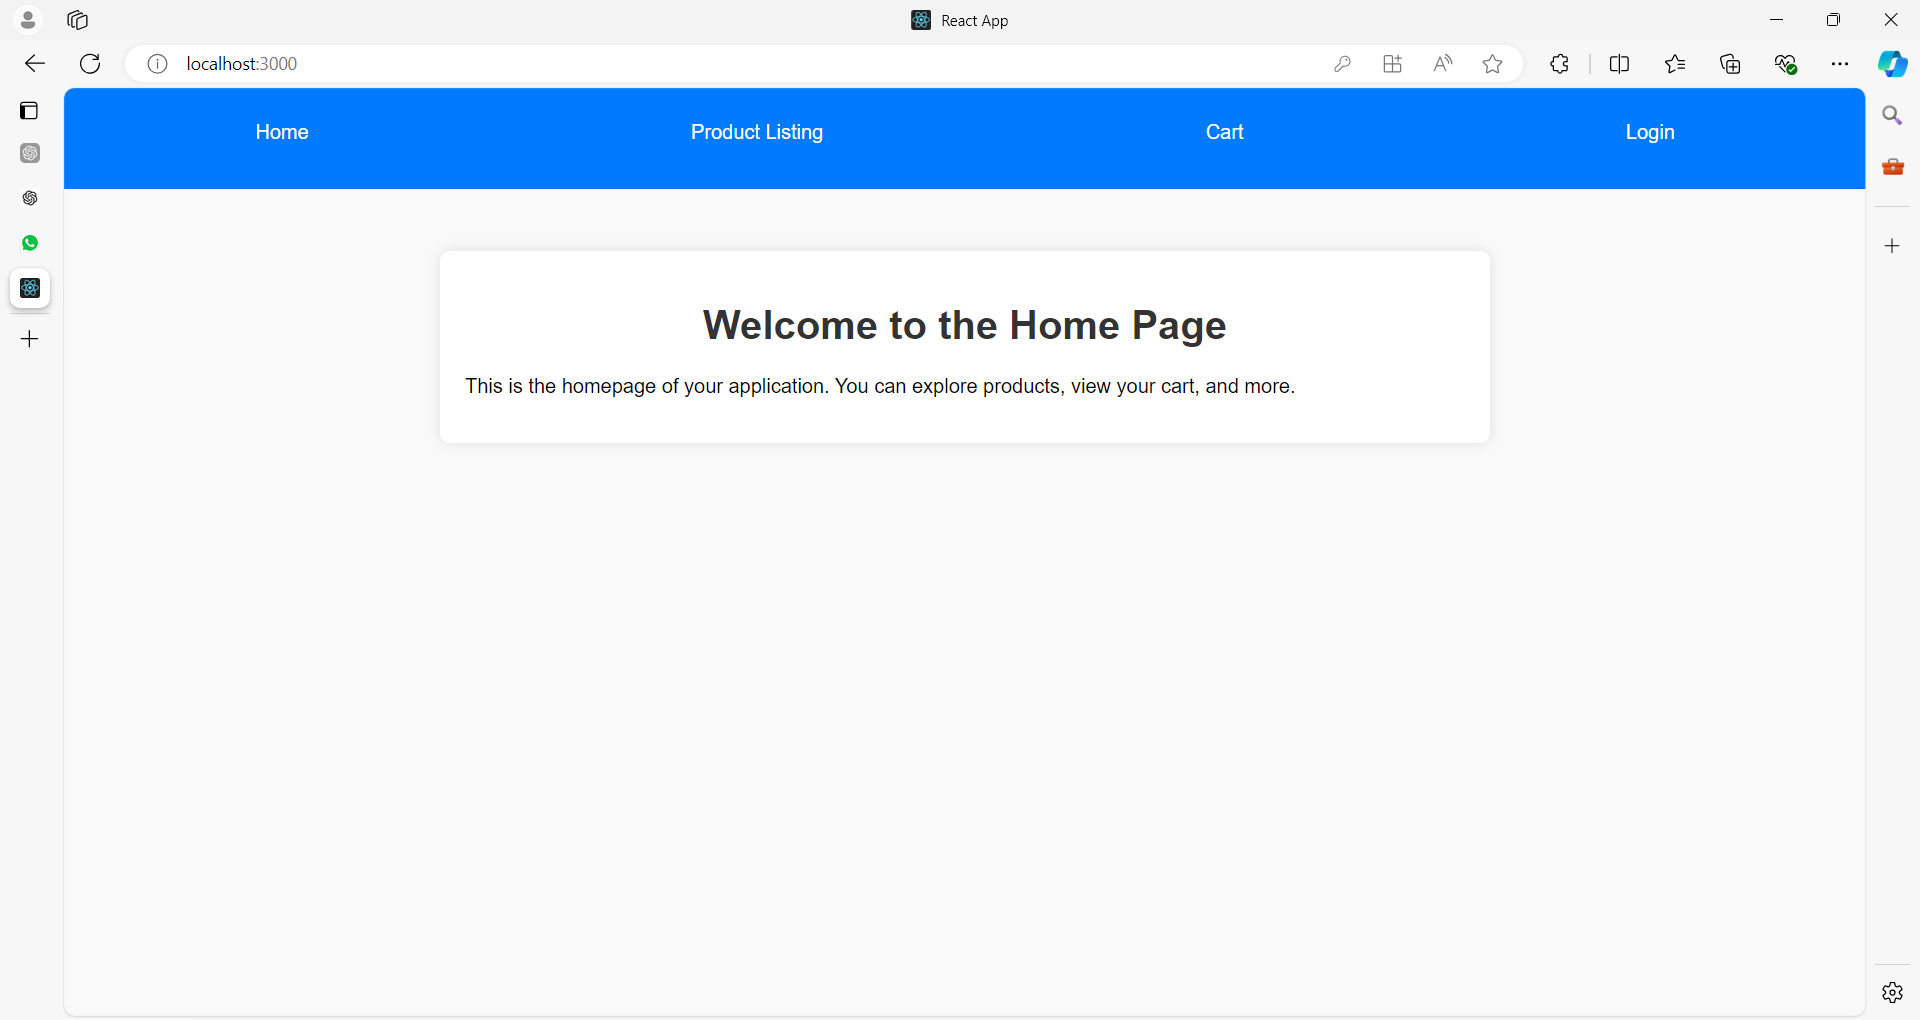 React App
localhost:3000
Home Product Listing Cart Login
Welcome to the Home Page
This is the homepage of your application. You can explore products, view your cart, and more.